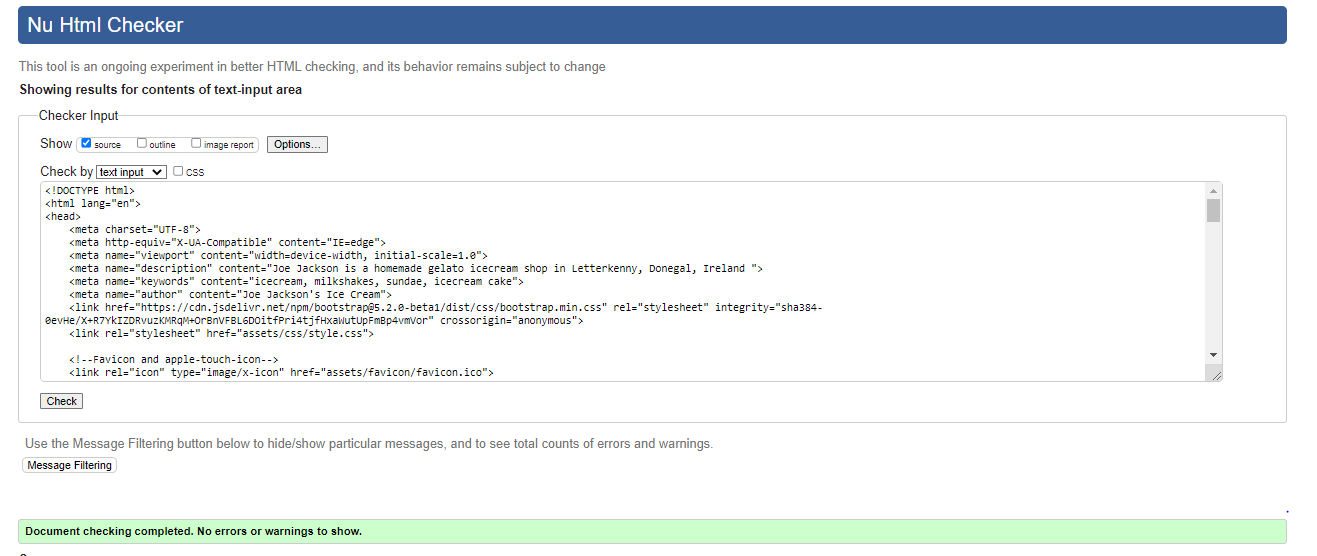 Nu Html Checker
This tool is an ongoing experiment in better HTML checking, and its behavior remains subject to change
Showing results for contents of text-input area
Checker Input
Show source outline image report Options...
Check by text input CSS
<!DOCTYPE html>
<html lang="en">
<head>
    <meta charset="UTF-8">
    <meta http-equiv="X-UA-Compatible" content="IE=edge">
    <meta name="viewport" content="width=device-width, initial-scale=1.0">
    <meta name="description" content="Joe Jackson is a homemade gelato icecream shop in Letterkenny, Donegal, Ireland ">
    <meta name="keywords" content="icecream, milkshakes, sundae, icecream cake">
    <meta name="author" content="Joe Jackson's Ice Cream">
    <link href="https://cdn.jsdelivr.net/npm/bootstrap@5.2.0-beta1/dist/css/bootstrap.min.css" rel="stylesheet" integrity="sha384-
0evHe/X+R7YkIZDRvuzKMRqM+OrBnVFBL6DOitfPri4tjfHxaWutUpFmBp4vmVor" crossorigin="anonymous">
    <link rel="stylesheet" href="assets/css/style.css">
    <!--Favicon and apple-touch-icon-->
    <link rel="icon" type="image/x-icon" href="assets/favicon/favicon.ico">
Check
Use the Message Filtering button below to hide/show particular messages, and to see total counts of errors and warnings.
Message Filtering
Document checking completed. No errors or warnings to show.